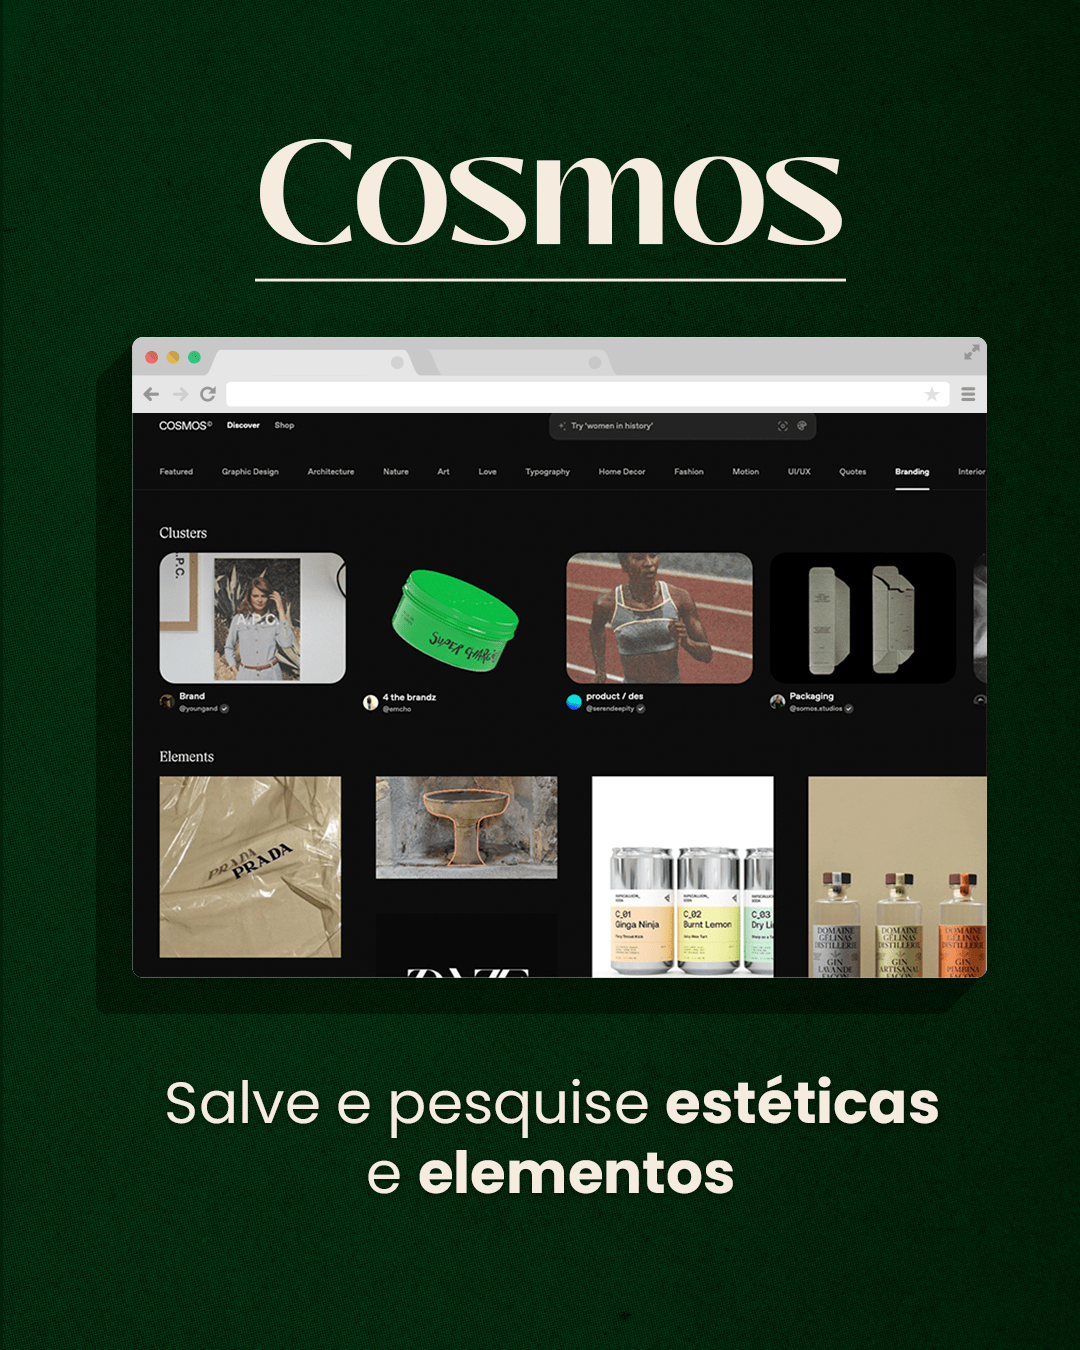 Cosmos
COSMOS© Discover Shop
Try 'women in history'
Featured Graphic Design Architecture Nature Art Love Typography Home Decor Fashion Motion UI/UX Quotes Branding Interior
Clusters
A.P.C.
.P.C.
Brand
@youngand
4 the brandz
@emcho
product / des
@serendeepity
Packaging
@somos.studios
Elements
PRADA
PRADA
C_01
Ginga Ninja
C_02
Burnt Lemon
C_03
DOMAINE
GÉLINAS
DISTILLERIE
GIN
LAVANDE
DOMAINE
GÉLINAS
DISTILLERIE
GIN
ARTISANAL
DOMAINE
GÉLINAS
DISTILLERIE
GIN
PIMBINA
Salve e pesquise estéticas
e elementos